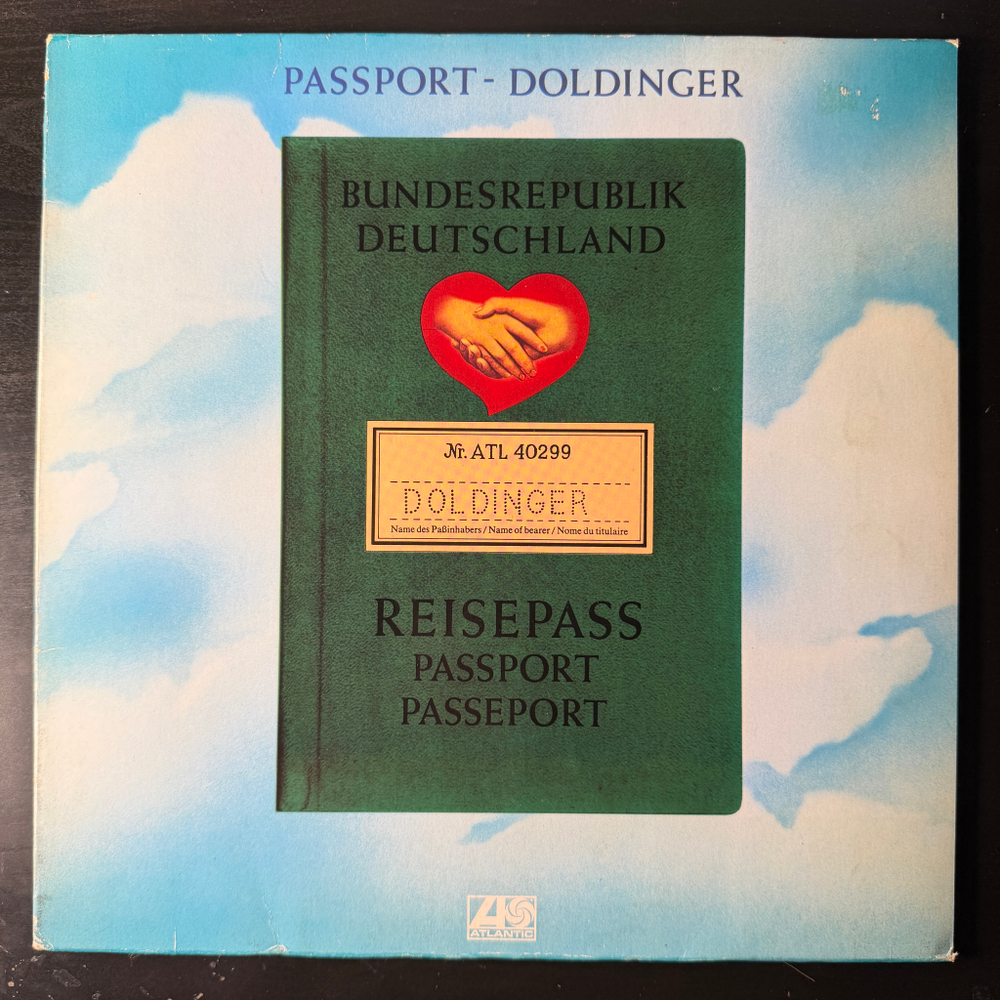 PASSPORT - DOLDINGER
BUNDESREPUBLIK
DEUTSCHLAND
Nr. ATL 40299
DOLDINGER
Name des Paßinhabers / Name of bearer / Nome du titulaire
REISEPASS
PASSPORT
PASSEPORT
ATLANTIC